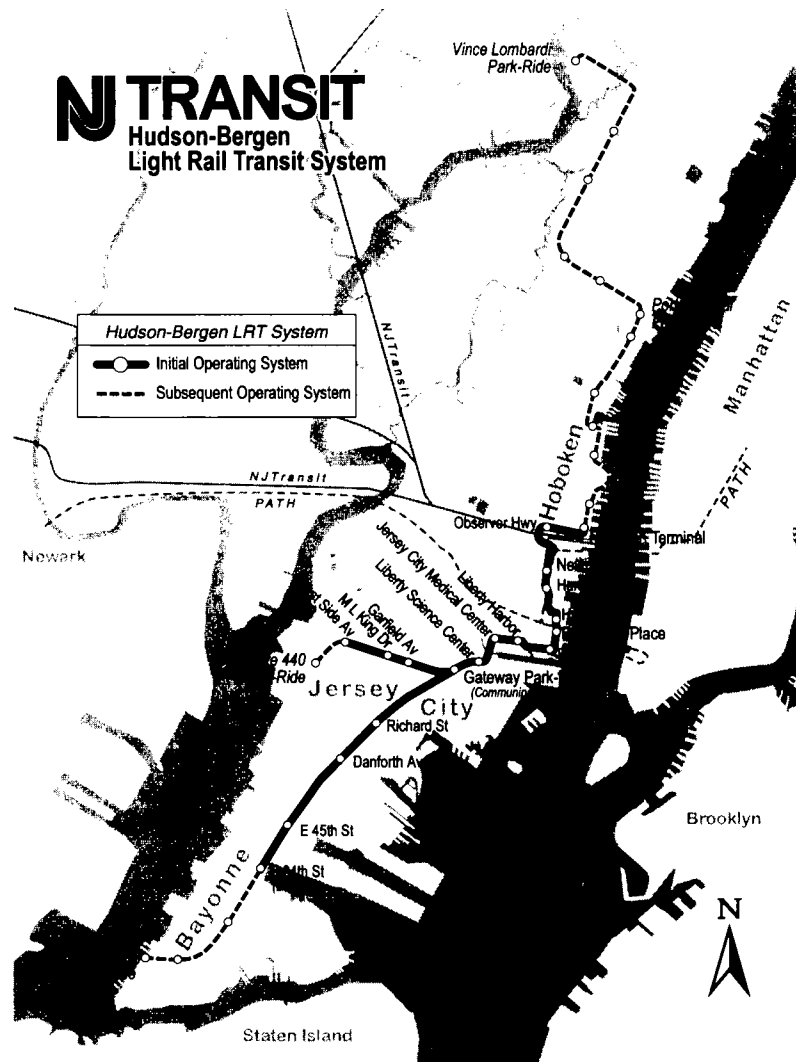 Vince Lombardi
Park-Ride
NJ TRANSIT
Hudson-Bergen
Light Rail Transit System
Hudson-Bergen LRT System
Initial Operating System
Subsequent Operating System
NJTransit
Manhattan
Hoboken
NJTransit
PATH
PATH
Observer Hwy
Terminal
Newark
Jersey City Medical Center
Liberty Harbor
Liberty Science Center
Garfield Av
M L King Dr
Side Av
Place
440
-Ride
Gateway Park-
Jersey
City
Richard St
Danforth Av
E 45th St
Brooklyn
Bayonne
N
Staten Island